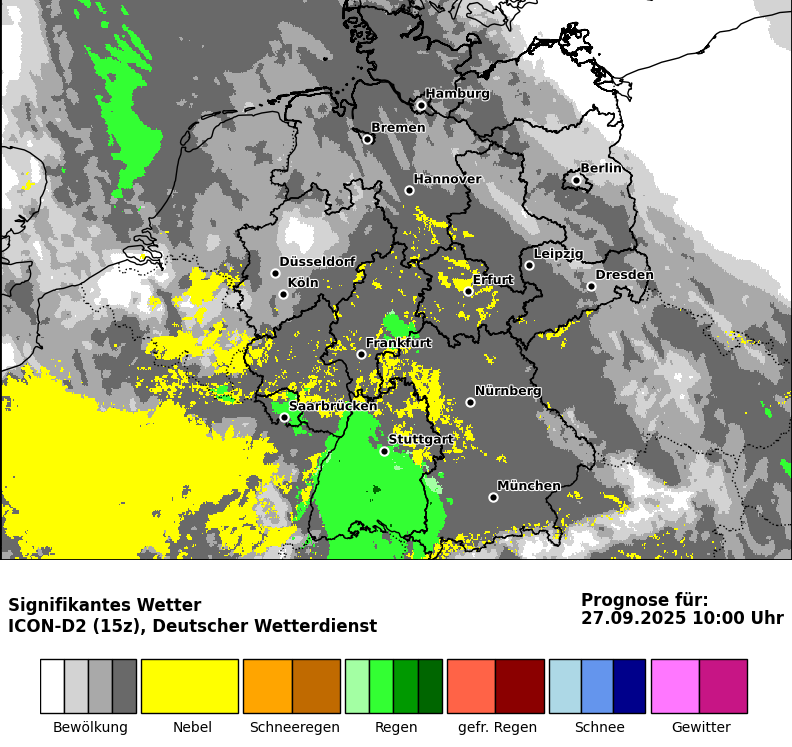 Hamburg
Bremen
Berlin
Hannover
Leipzig
Düsseldorf
Dresden
Erfurt
Köln
Frankfurt
Nürnberg
Saarbrücken
Stuttgart
München
Signifikantes Wetter
ICON-D2 (15z), Deutscher Wetterdienst
Prognose für:
27.09.2025 10:00 Uhr
Bewölkung Nebel Schneeregen Regen gefr. Regen Schnee Gewitter